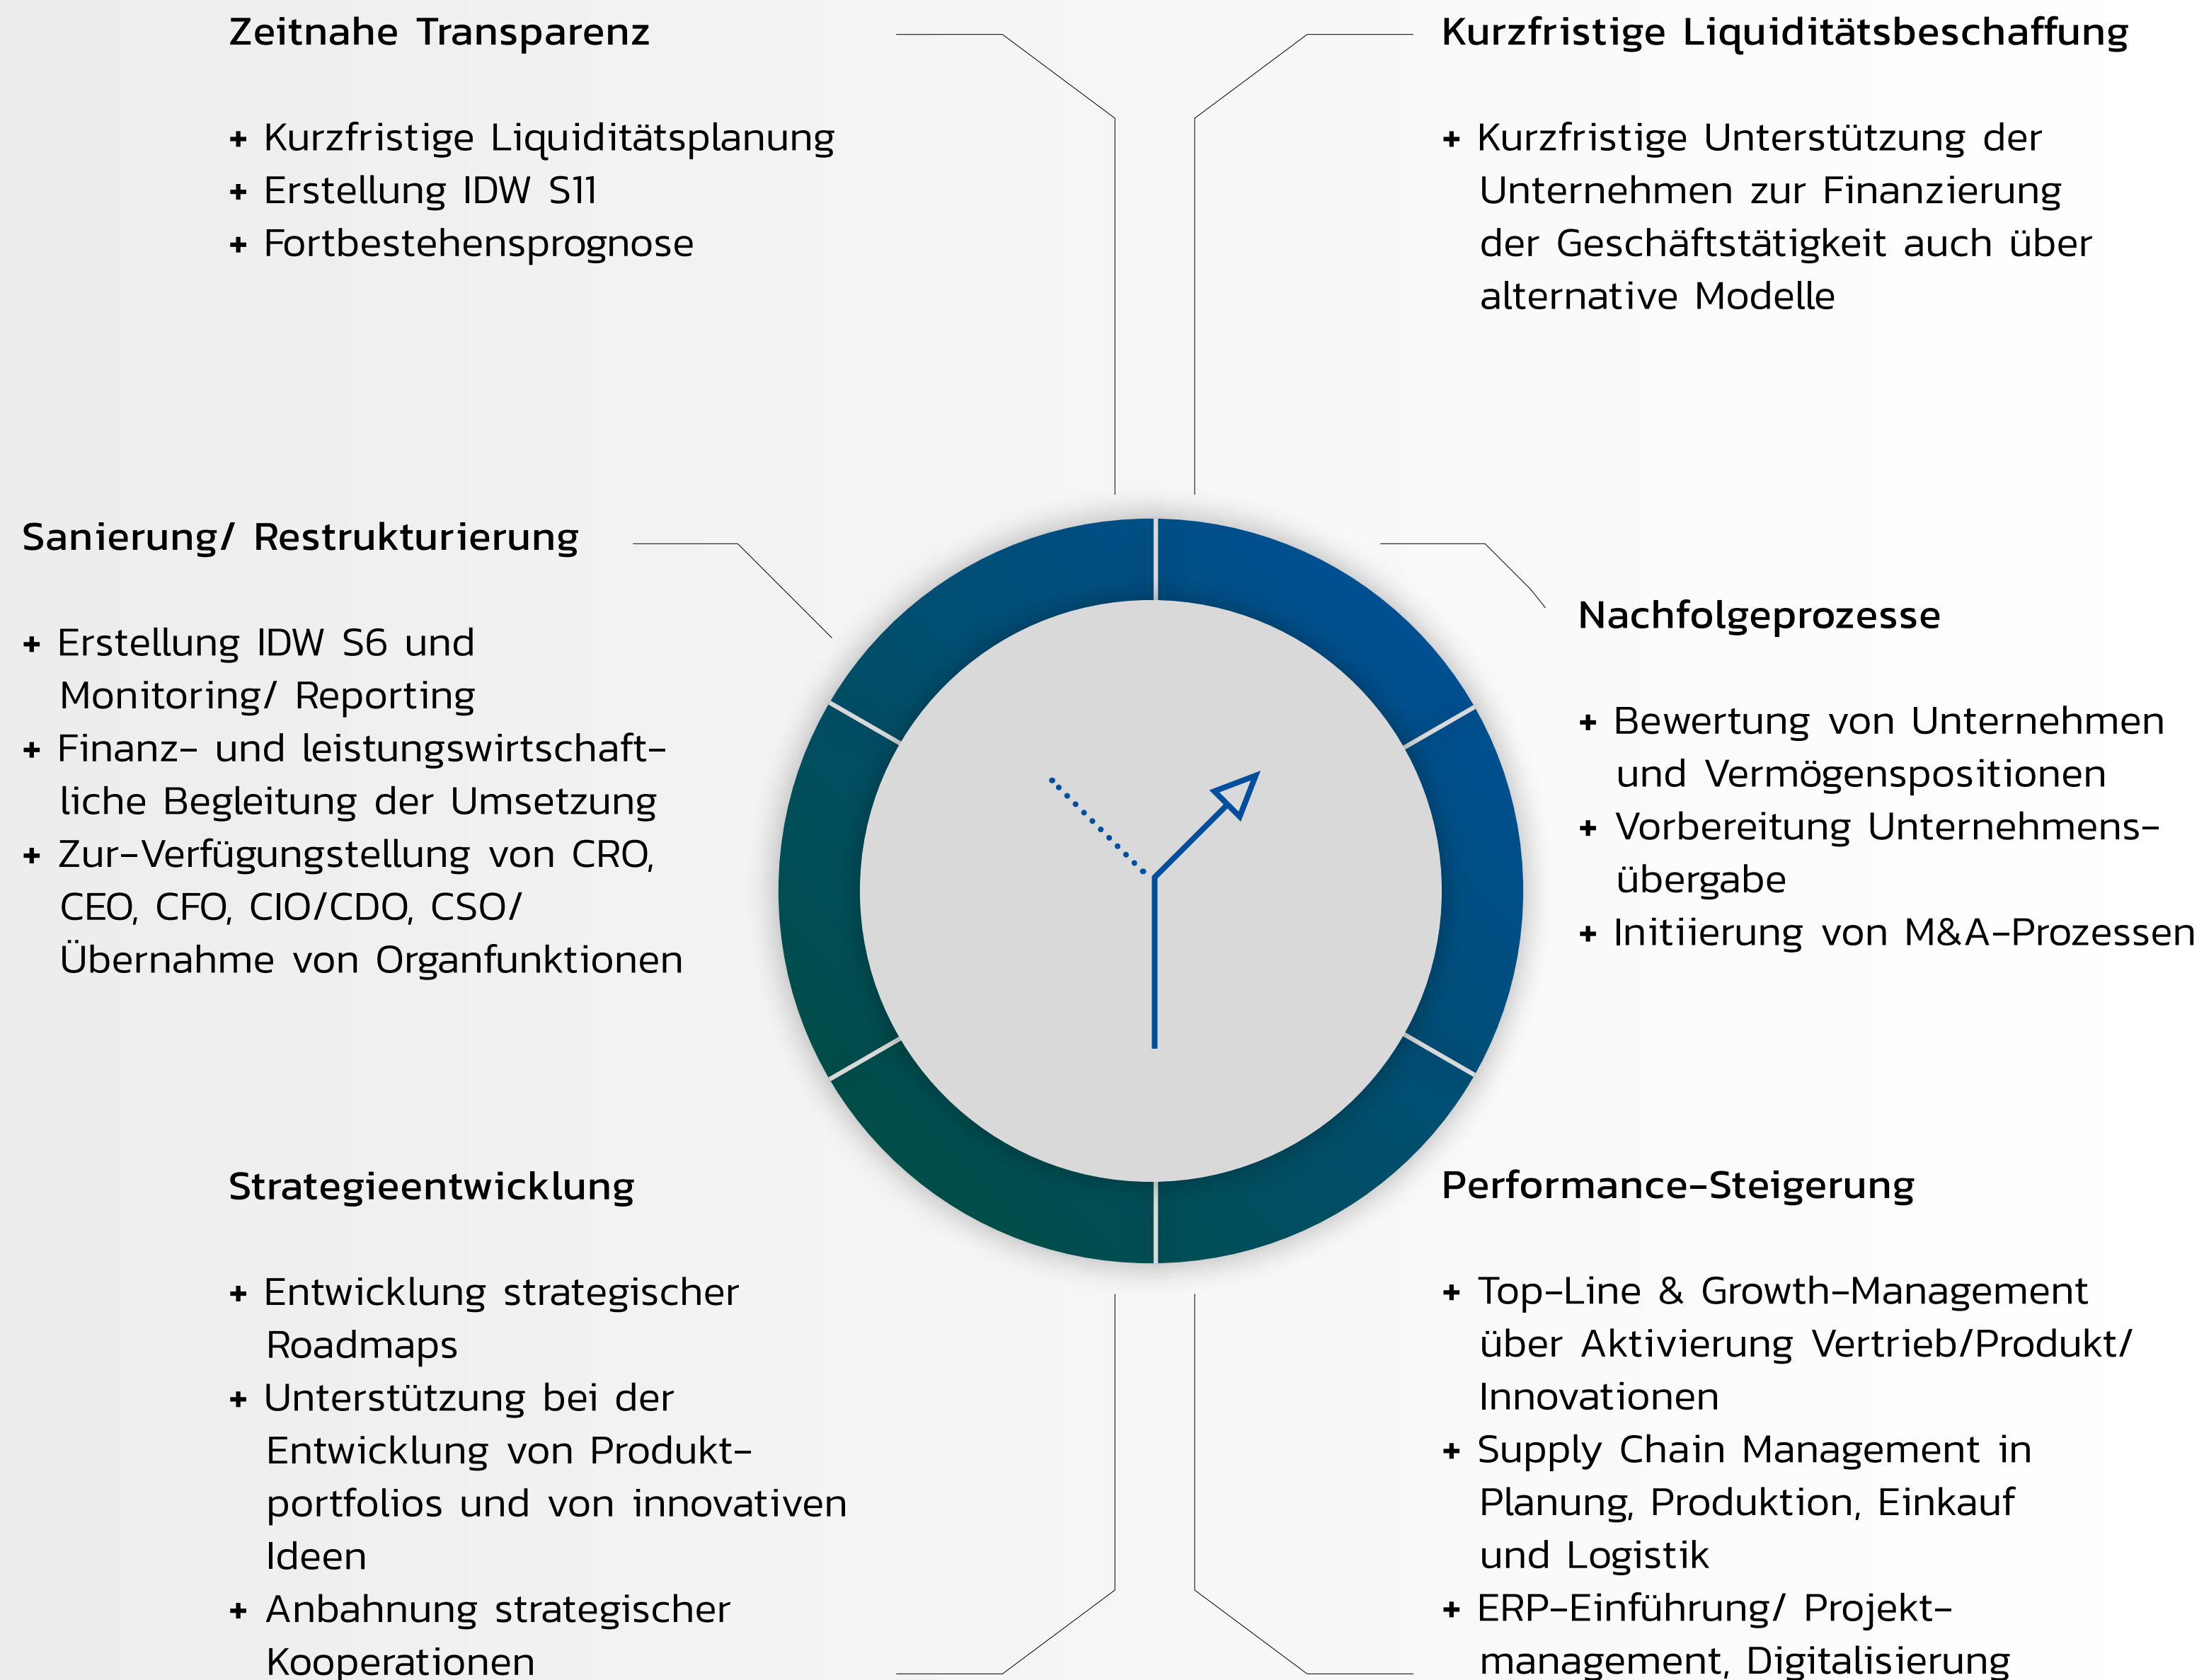 Zeitnahe Transparenz
+ Kurzfristige Liquiditätsplanung
+ Erstellung IDW S11
+ Fortbestehensprognose
Kurzfristige Liquiditätsbeschaffung
+ Kurzfristige Unterstützung der
Unternehmen zur Finanzierung
der Geschäftstätigkeit auch über
alternative Modelle
Sanierung/ Restrukturierung
+ Erstellung IDW S6 und
Monitoring/ Reporting
+ Finanz- und leistungswirtschaft-
liche Begleitung der Umsetzung
+ Zur-Verfügungstellung von CRO,
CEO, CFO, CIO/CDO, CSO/
Übernahme von Organfunktionen
Nachfolgeprozesse
+ Bewertung von Unternehmen
und Vermögenspositionen
+ Vorbereitung Unternehmens-
übergabe
+ Initiierung von M&A-Prozessen
Strategieentwicklung
+ Entwicklung strategischer
Roadmaps
+ Unterstützung bei der
Entwicklung von Produkt-
portfolios und von innovativen
Ideen
+ Anbahnung strategischer
Kooperationen
Performance-Steigerung
+ Top-Line & Growth-Management
über Aktivierung Vertrieb/Produkt/
Innovationen
+ Supply Chain Management in
Planung, Produktion, Einkauf
und Logistik
+ ERP-Einführung/ Projekt-
management, Digitalisierung